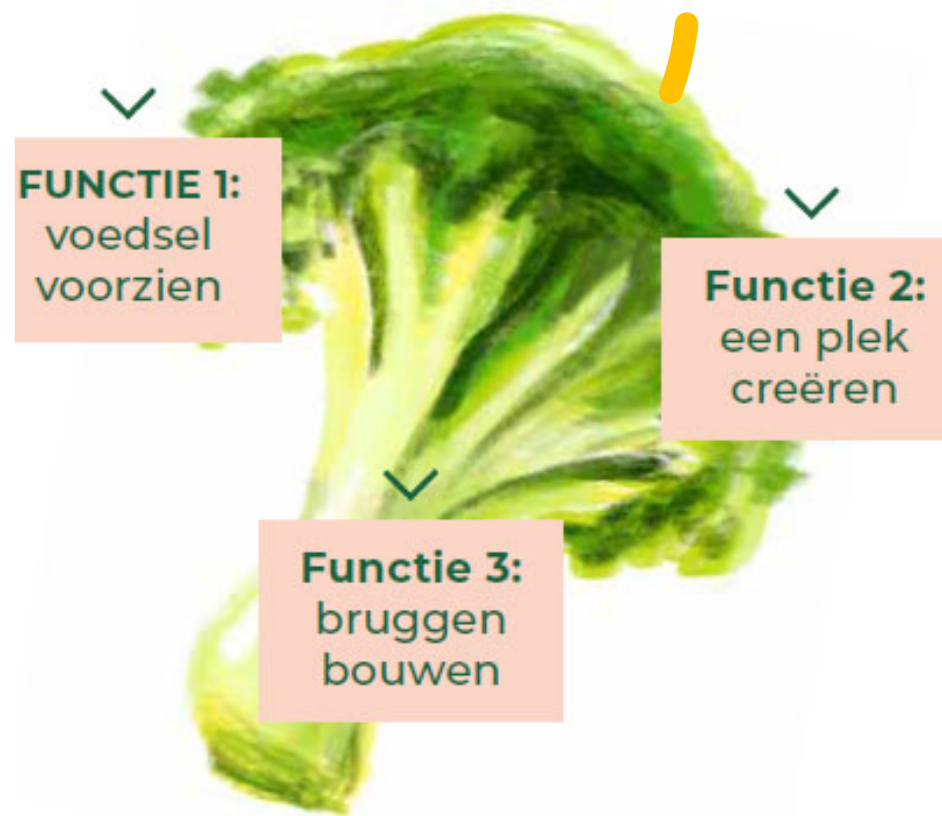 FUNCTIE 1:
voedsel
voorzien
Functie 2:
een plek
creëren
Functie 3:
bruggen
bouwen